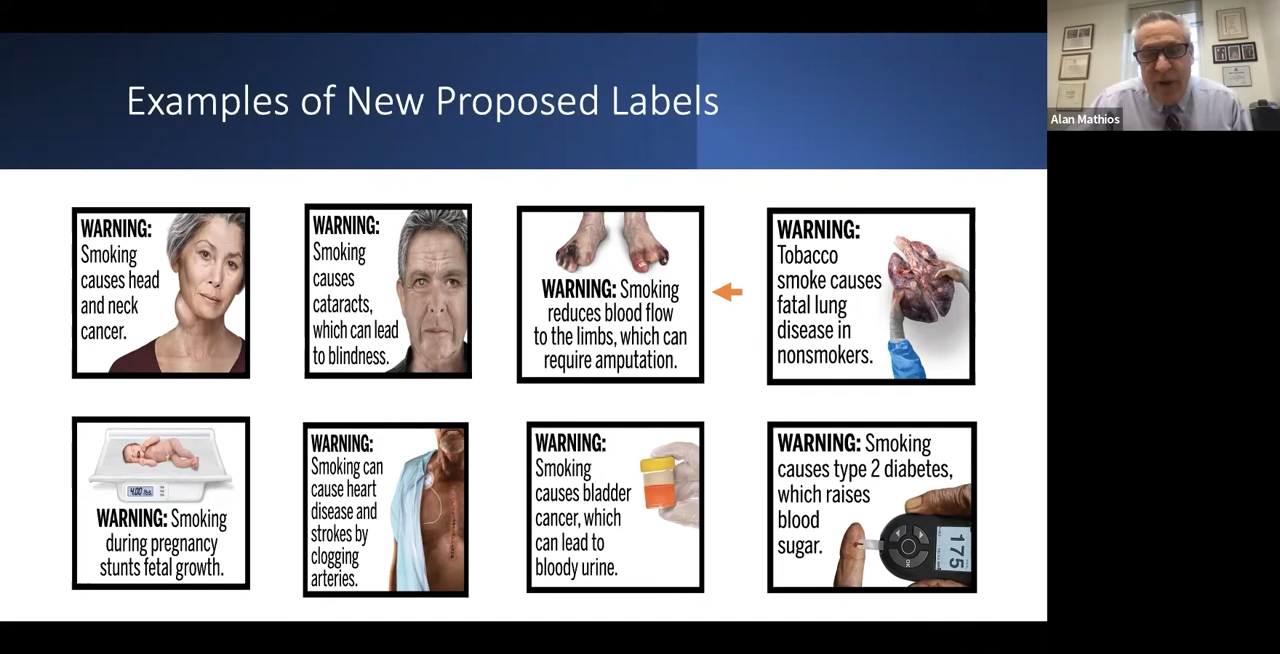 Examples of New Proposed Labels
Alan Mathios
WARNING:
Smoking
causes head
and neck
cancer.
WARNING:
Smoking
causes
cataracts,
which can lead
to blindness.
WARNING: Smoking
reduces blood flow
to the limbs, which can
require amputation.
WARNING:
Tobacco
smoke causes
fatal lung
disease in
nonsmokers.
4.00 lbs
WARNING: Smoking
during pregnancy
stunts fetal growth.
WARNING:
Smoking can
cause heart
disease and
strokes by
clogging
arteries.
WARNING:
Smoking
causes bladder
cancer, which
can lead to
bloody urine.
WARNING: Smoking
causes type 2 diabetes,
which raises
blood
sugar.
175
OK